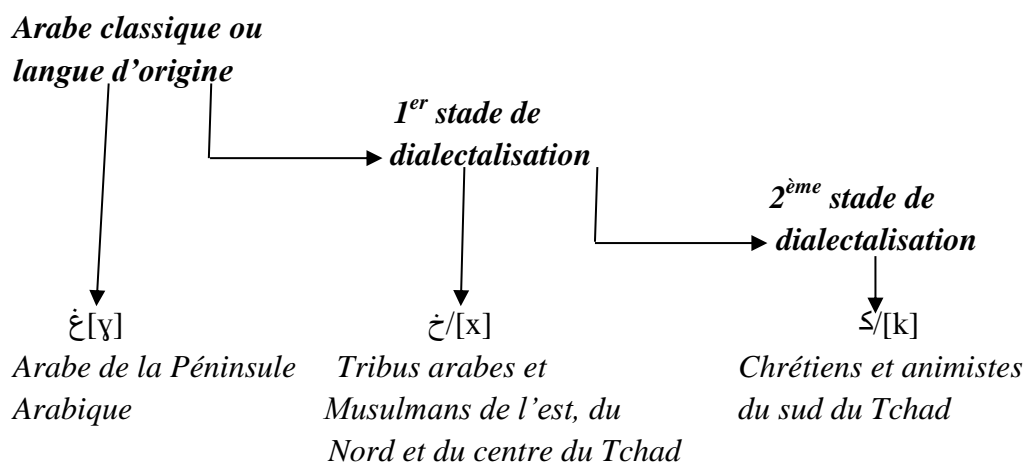 Arabe classique ou
langue d’origine
1er stade de
dialectalisation
2ème stade de
dialectalisation
غ[ɣ]
خ/[x]
ک/[k]
Arabe de la Péninsule
Arabique
Tribus arabes et
Musulmans de l’est, du
Nord et du centre du Tchad
Chrétiens et animistes
du sud du Tchad